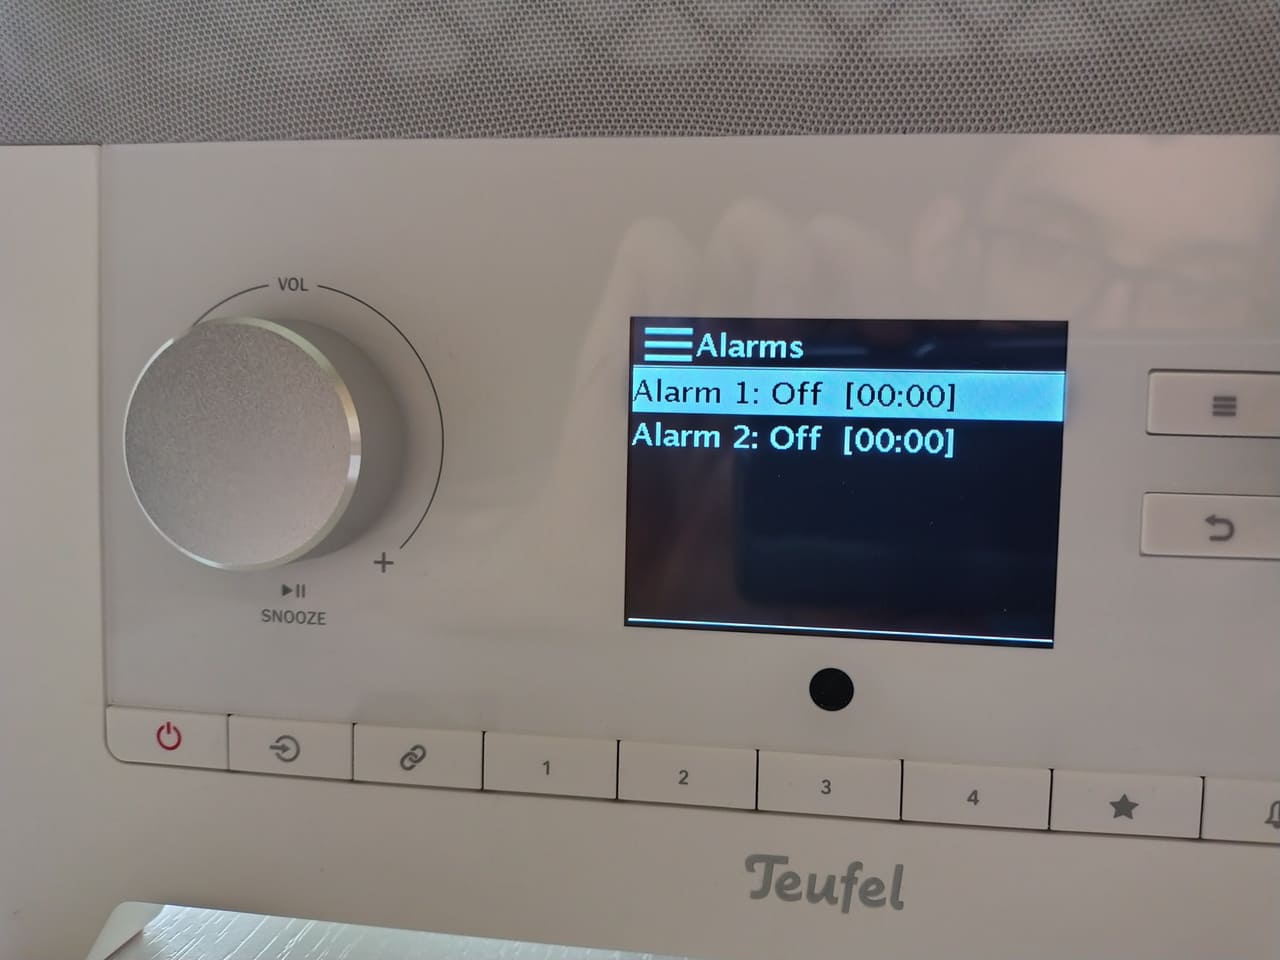 VOL
+
SNOOZE
Alarms
Alarm 1: Off [00:00]
Alarm 2: Off [00:00]
1
2
3
4
Teufel